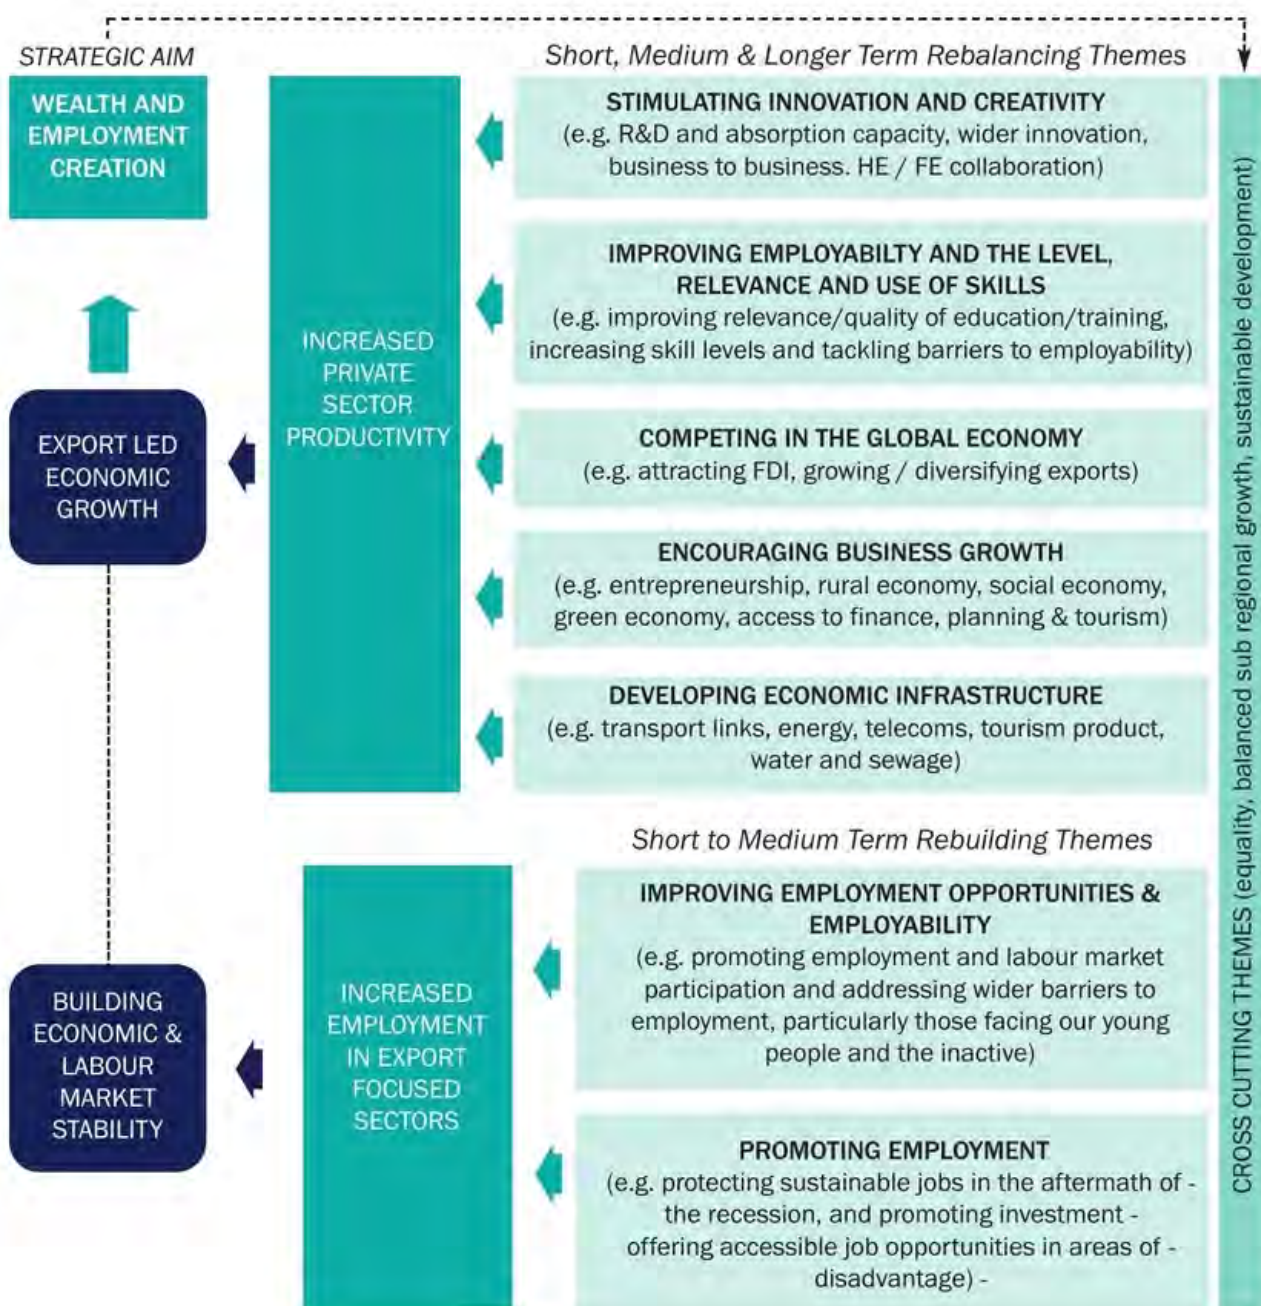 STRATEGIC AIM
WEALTH AND
EMPLOYMENT
CREATION
EXPORT LED
ECONOMIC
GROWTH
BUILDING
ECONOMIC &
LABOUR
MARKET
STABILITY
INCREASED
PRIVATE
SECTOR
PRODUCTIVITY
INCREASED
EMPLOYMENT
IN EXPORT
FOCUSED
SECTORS
Short, Medium & Longer Term Rebalancing Themes
STIMULATING INNOVATION AND CREATIVITY
(e.g. R&D and absorption capacity, wider innovation,
business to business. HE / FE collaboration)
IMPROVING EMPLOYABILTY AND THE LEVEL,
RELEVANCE AND USE OF SKILLS
(e.g. improving relevance/quality of education/training,
increasing skill levels and tackling barriers to employability)
COMPETING IN THE GLOBAL ECONOMY
(e.g. attracting FDI, growing / diversifying exports)
ENCOURAGING BUSINESS GROWTH
(e.g. entrepreneurship, rural economy, social economy,
green economy, access to finance, planning & tourism)
DEVELOPING ECONOMIC INFRASTRUCTURE
(e.g. transport links, energy, telecoms, tourism product,
water and sewage)
Short to Medium Term Rebuilding Themes
IMPROVING EMPLOYMENT OPPORTUNITIES &
EMPLOYABILITY
(e.g. promoting employment and labour market
participation and addressing wider barriers to
employment, particularly those facing our young
people and the inactive)
PROMOTING EMPLOYMENT
(e.g. protecting sustainable jobs in the aftermath of -
the recession, and promoting investment -
offering accessible job opportunities in areas of -
disadvantage) -
CROSS CUTTING THEMES (equality, balanced sub regional growth, sustainable development)